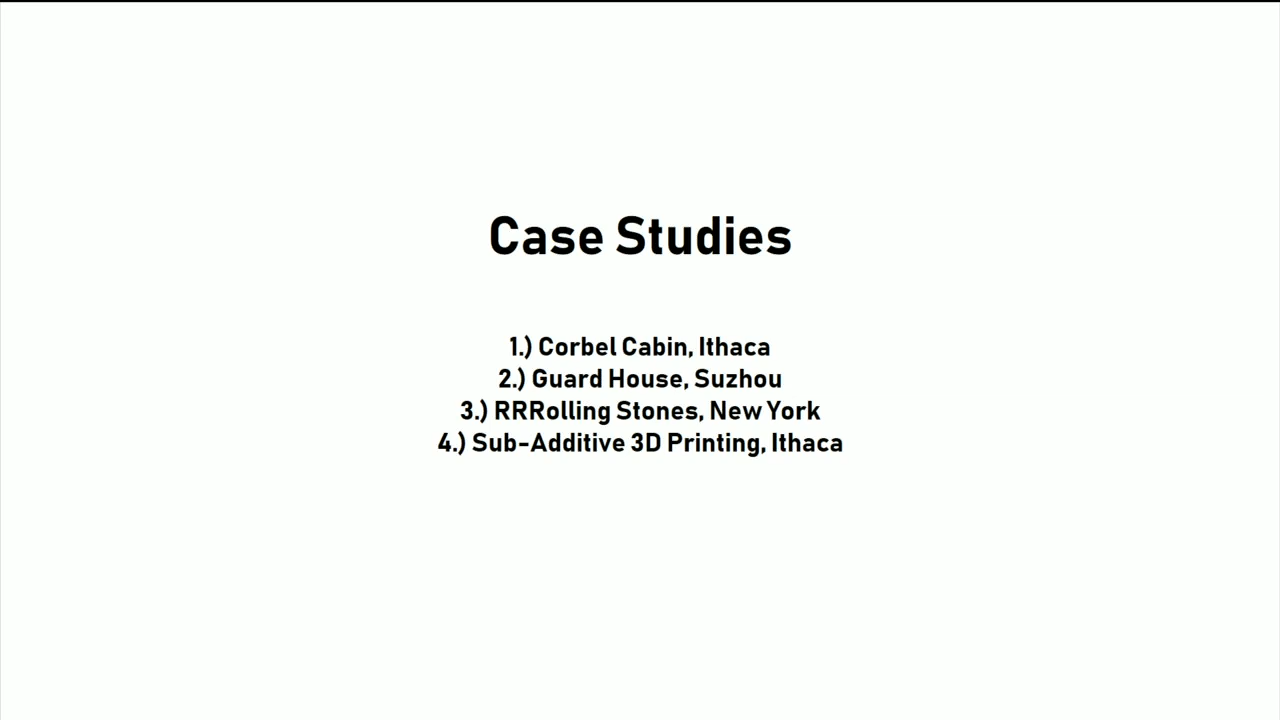 Case Studies
1.) Corbel Cabin, Ithaca
2.) Guard House, Suzhou
3.) RRRolling Stones, New York
4.) Sub-Additive 3D Printing, Ithaca